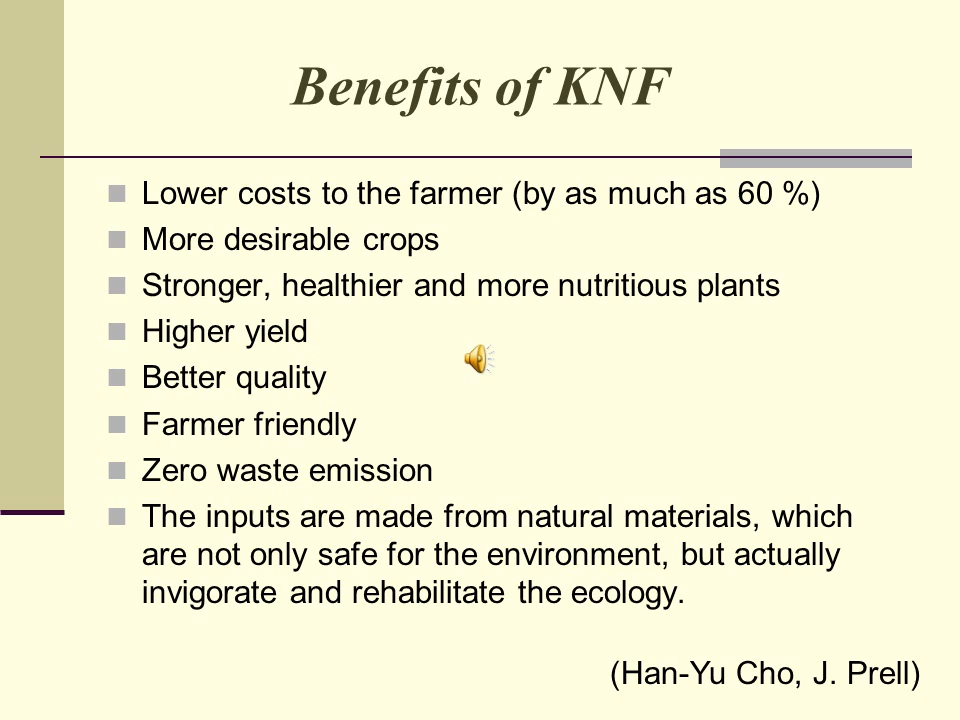 Benefits of KNF
Lower costs to the farmer (by as much as 60 %)
More desirable crops
Stronger, healthier and more nutritious plants
Higher yield
Better quality
Farmer friendly
Zero waste emission
The inputs are made from natural materials, which
are not only safe for the environment, but actually
invigorate and rehabilitate the ecology.
(Han-Yu Cho, J. Prell)